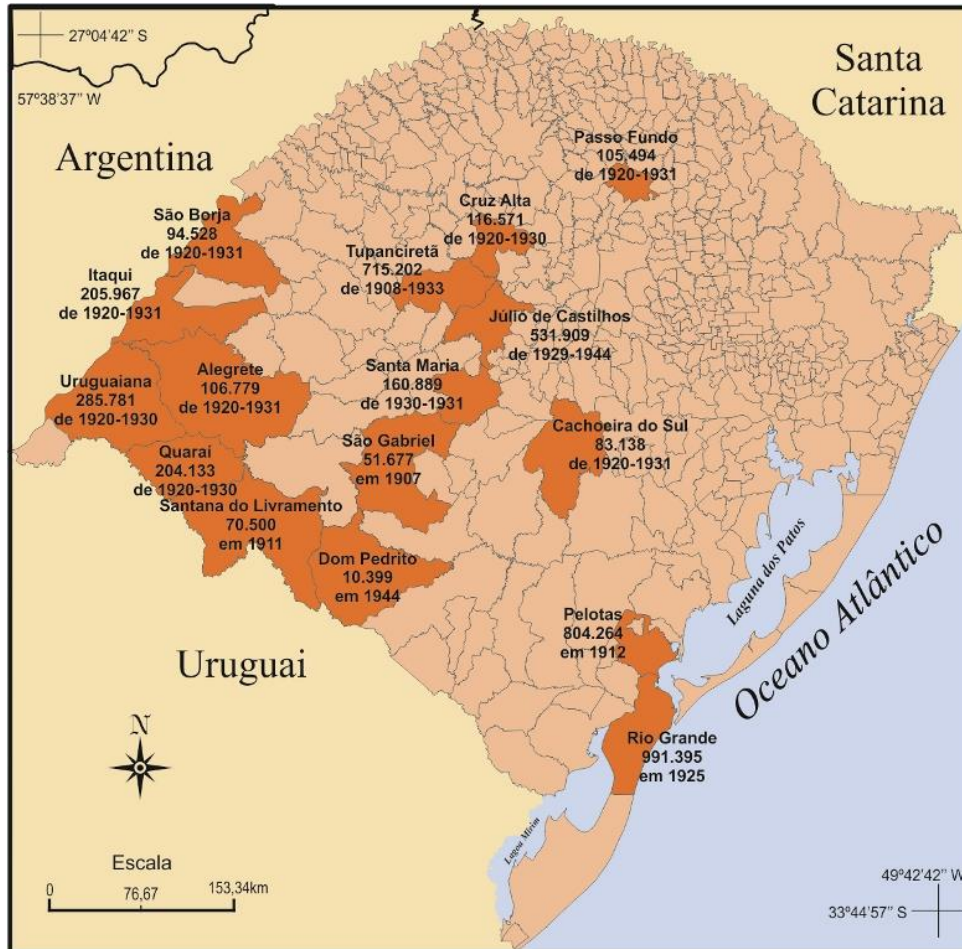 27º04'42'' S
57º38'37'' W
Santa
Catarina
Argentina
Passo Fundo
105.494
de 1920-1931
Cruz Alta
116.571
de 1920-1930
São Borja
94.528
de 1920-1931
Tupanciretã
715.202
de 1908-1933
Itaqui
205.967
de 1920-1931
Júlio de Castilhos
531.909
de 1929-1944
Santa Maria
160.889
de 1930-1931
Alegrete
106.779
de 1920-1931
Uruguaiana
285.781
de 1920-1930
Cachoeira do Sul
83.138
de 1920-1931
São Gabriel
51.677
em 1907
Quaraí
204.133
de 1920-1930
Santana do Livramento
70.500
em 1911
Dom Pedrito
10.399
em 1944
Laguna dos Patos
Oceano Atlântico
Pelotas
804.264
em 1912
Uruguai
N
Rio Grande
991.395
em 1925
Lagoa Mirim
Escala
0
76,67
153,34km
49º42'42'' W
33º44'57'' S